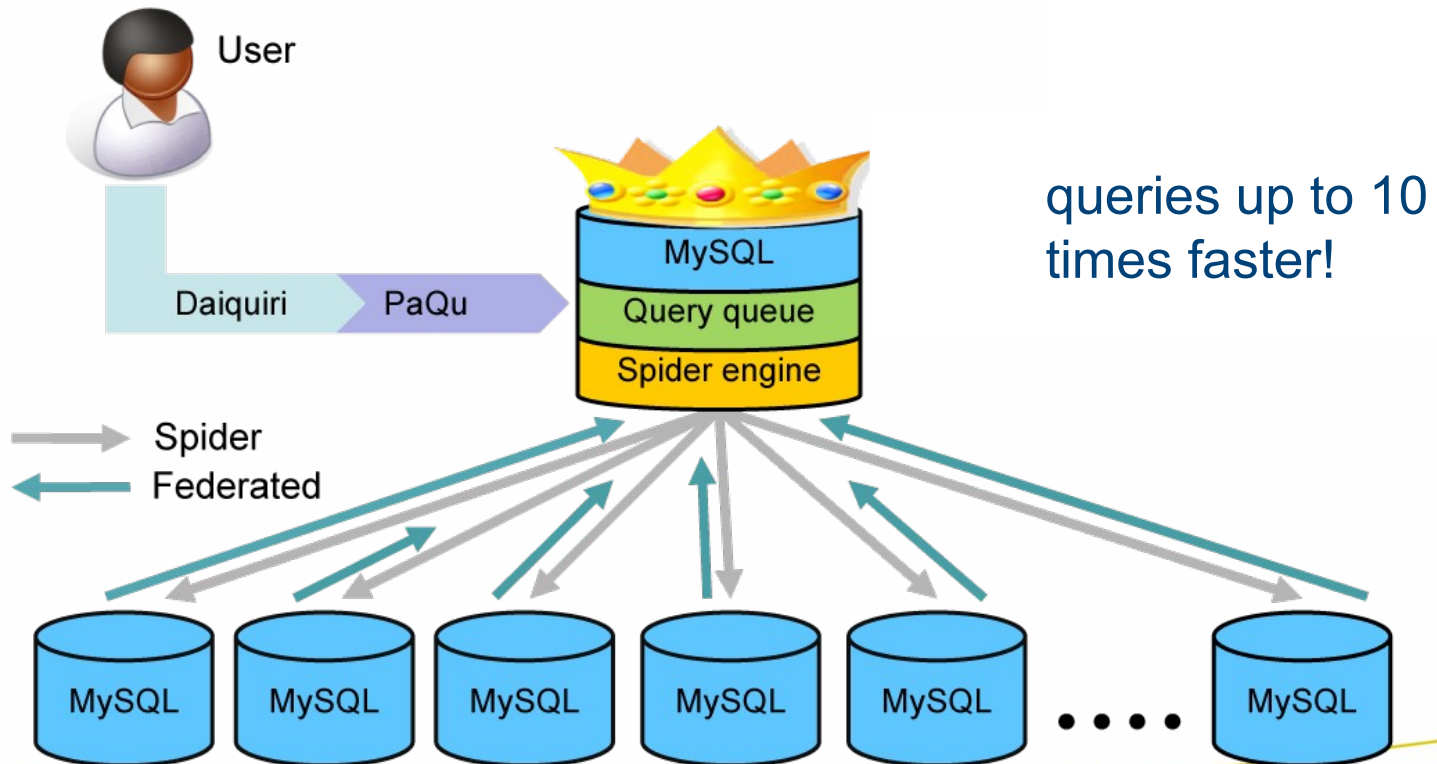 User
queries up to 10
times faster!
MySQL
Daiquiri PaQu
Query queue
Spider engine
Spider
Federated
MySQL MySQL MySQL MySQL MySQL •••• MySQL